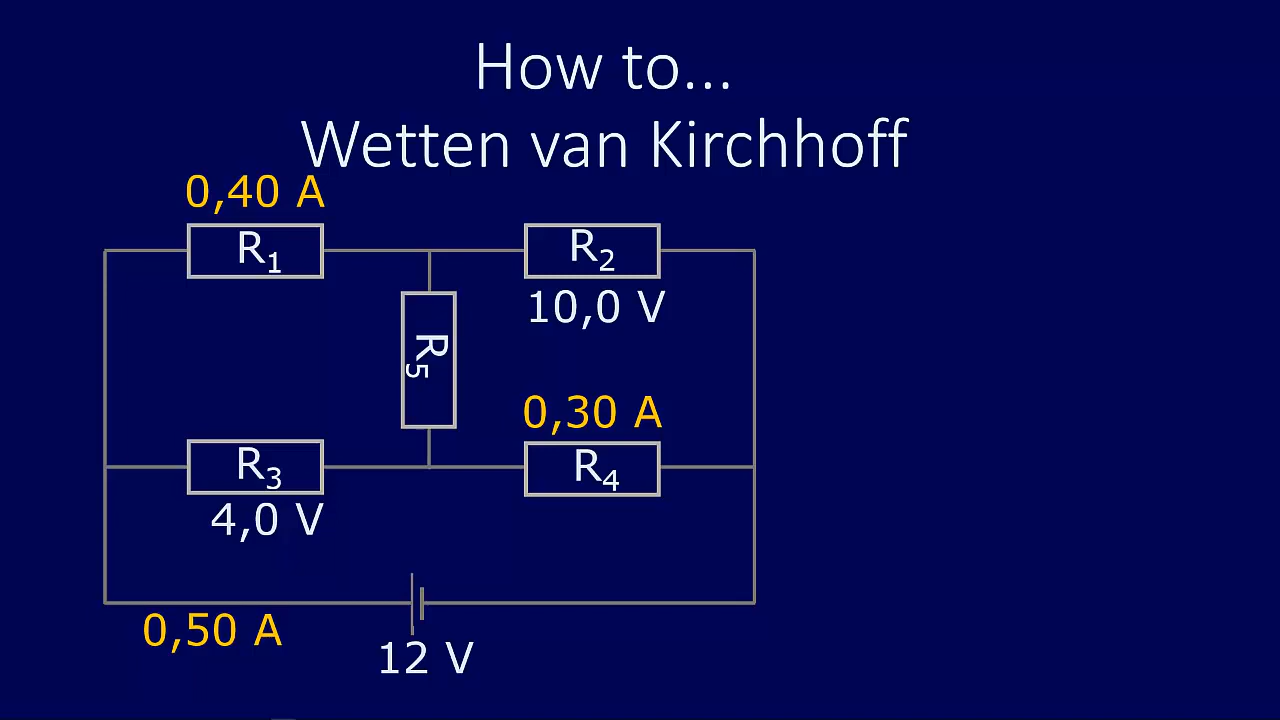 How to...
Wetten van Kirchhoff
0,40 A
R₁
R₂
10,0 V
R₅
0,30 A
R₃
R₄
4,0 V
0,50 A
12 V